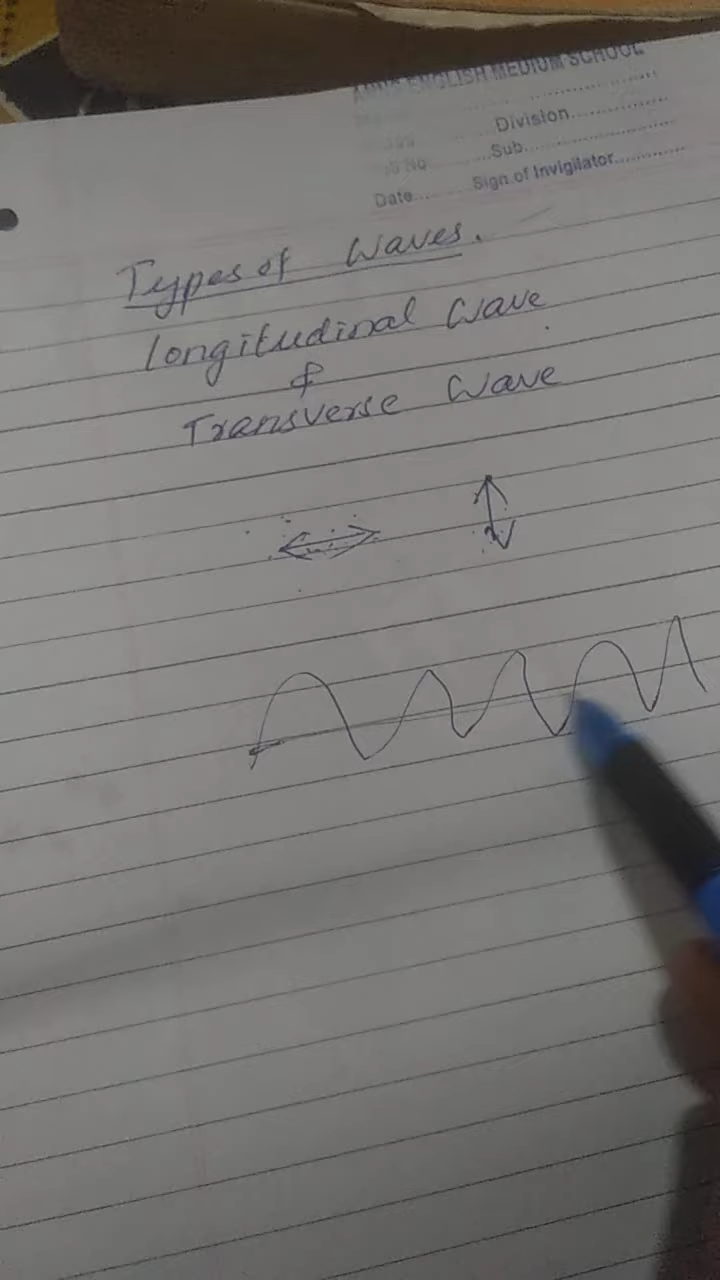 ENGLISH MEDIUM SCHOOL
Division
Sub
Date Sign of Invigilator
Types of Waves.
longitudinal Wave
&
Transverse Wave